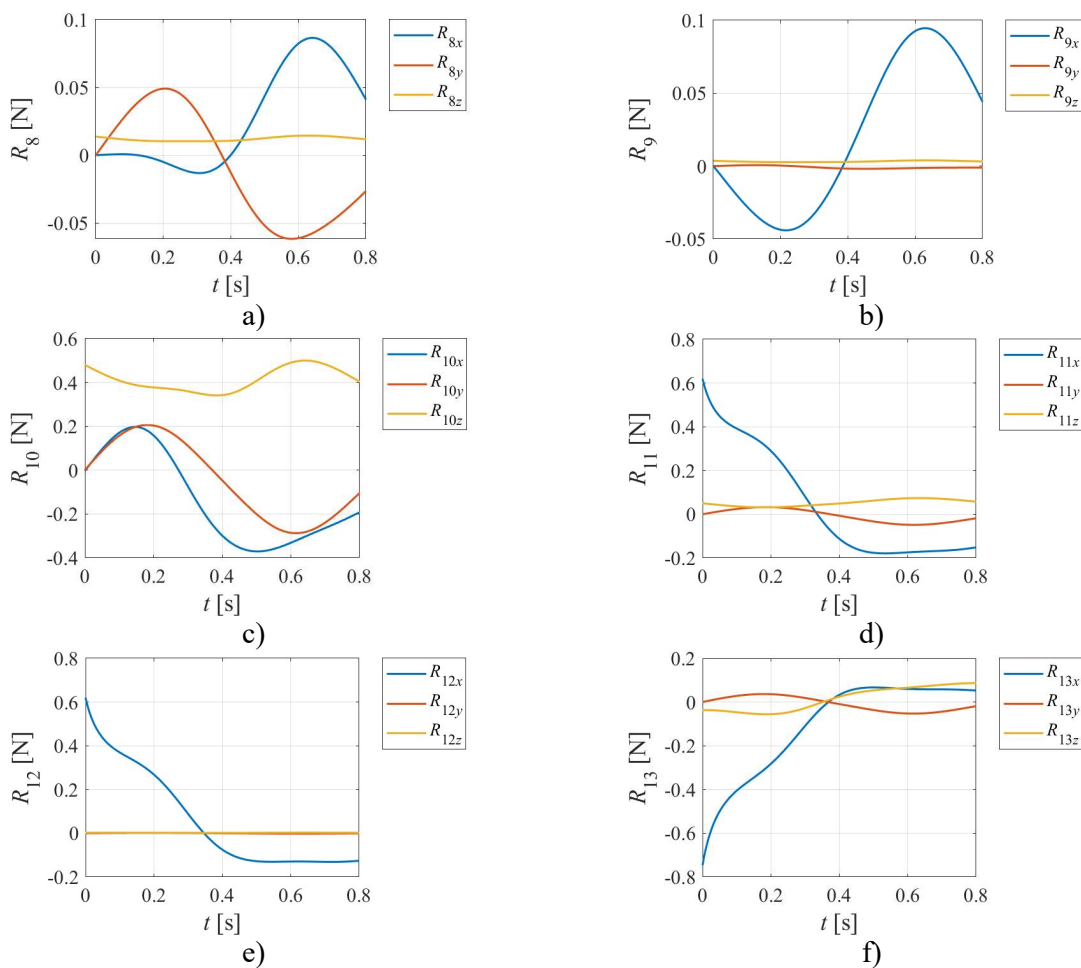 0.1
0.05
0
-0.05
R8 [N]
0 0.2 0.4 0.6 0.8
t [s]
R8x
R8y
R8z
a)
0.1
0.05
0
-0.05
R9 [N]
0 0.2 0.4 0.6 0.8
t [s]
R9x
R9y
R9z
b)
0.6
0.4
0.2
0
-0.2
-0.4
R10 [N]
0 0.2 0.4 0.6 0.8
t [s]
R10x
R10y
R10z
c)
0.8
0.6
0.4
0.2
0
-0.2
R11 [N]
0 0.2 0.4 0.6 0.8
t [s]
R11x
R11y
R11z
d)
0.8
0.6
0.4
0.2
0
-0.2
R12 [N]
0 0.2 0.4 0.6 0.8
t [s]
R12x
R12y
R12z
e)
0.2
0
-0.2
-0.4
-0.6
-0.8
R13 [N]
0 0.2 0.4 0.6 0.8
t [s]
R13x
R13y
R13z
f)